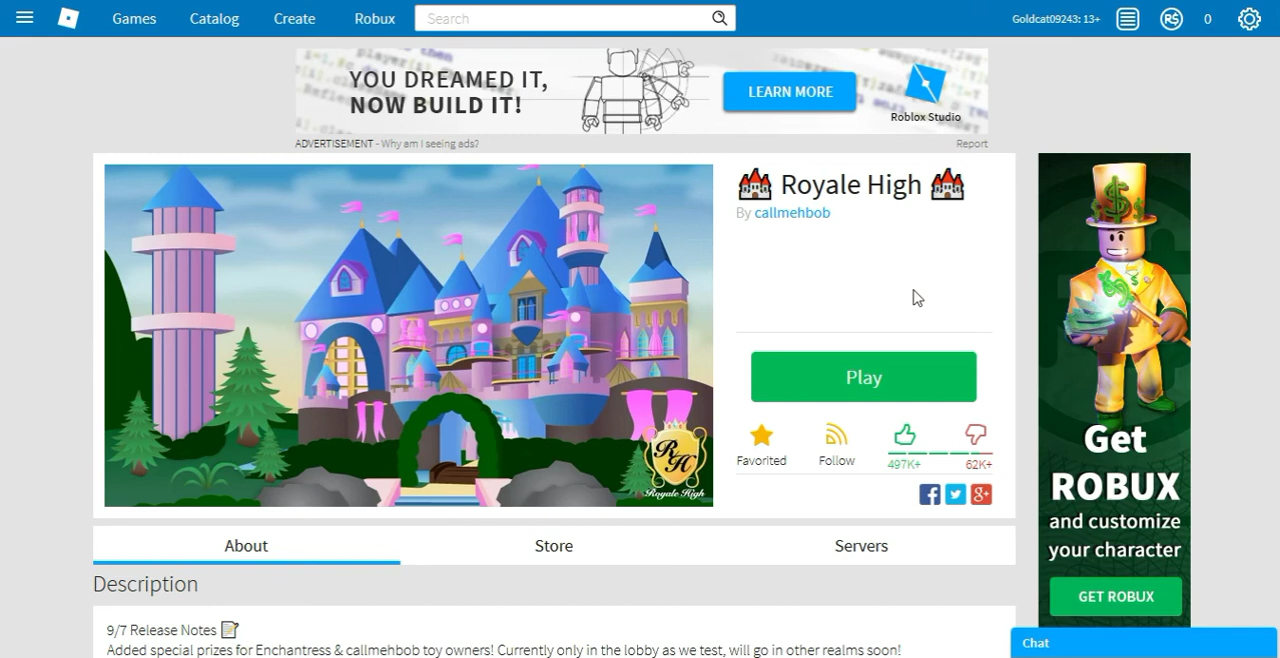 Games Catalog Create Robux Search Goldcat09243: 13+ R$ 0
YOU DREAMED IT,
NOW BUILD IT!
LEARN MORE
Roblox Studio
ADVERTISEMENT - Why am I seeing ads? Report
Royale High
By callmehbob
Play
Favorited Follow 497K+ 62K+
RH
Royale High
About Store Servers
Description
9/7 Release Notes
Added special prizes for Enchantress & callmehbob toy owners! Currently only in the lobby as we test, will go in other realms soon!
Get
ROBUX
and customize
your character
GET ROBUX
Chat